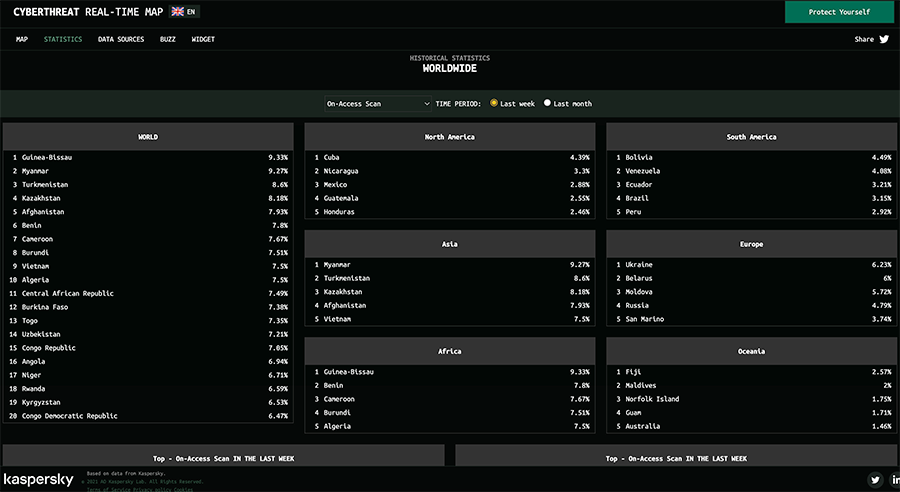 CYBERTHREAT REAL-TIME MAP EN Protect Yourself
MAP STATISTICS DATA SOURCES BUZZ WIDGET Share
HISTORICAL STATISTICS
WORLDWIDE
On-Access Scan TIME PERIOD: Last week Last month
WORLD
1 Guinea-Bissau 9.33%
2 Myanmar 9.27%
3 Turkmenistan 8.6%
4 Kazakhstan 8.18%
5 Afghanistan 7.93%
6 Benin 7.8%
7 Cameroon 7.67%
8 Burundi 7.51%
9 Vietnam 7.5%
10 Algeria 7.5%
11 Central African Republic 7.49%
12 Burkina Faso 7.38%
13 Togo 7.35%
14 Uzbekistan 7.21%
15 Congo Republic 7.05%
16 Angola 6.94%
17 Niger 6.71%
18 Rwanda 6.59%
19 Kyrgyzstan 6.53%
20 Congo Democratic Republic 6.47%
North America
1 Cuba 4.39%
2 Nicaragua 3.3%
3 Mexico 2.88%
4 Guatemala 2.55%
5 Honduras 2.46%
South America
1 Bolivia 4.49%
2 Venezuela 4.08%
3 Ecuador 3.21%
4 Brazil 3.15%
5 Peru 2.92%
Asia
1 Myanmar 9.27%
2 Turkmenistan 8.6%
3 Kazakhstan 8.18%
4 Afghanistan 7.93%
5 Vietnam 7.5%
Europe
1 Ukraine 6.23%
2 Belarus 6%
3 Moldova 5.72%
4 Russia 4.79%
5 San Marino 3.74%
Africa
1 Guinea-Bissau 9.33%
2 Benin 7.8%
3 Cameroon 7.67%
4 Burundi 7.51%
5 Algeria 7.5%
Oceania
1 Fiji 2.57%
2 Maldives 2%
3 Norfolk Island 1.75%
4 Guam 1.71%
5 Australia 1.46%
Top - On-Access Scan IN THE LAST WEEK
Top - On-Access Scan IN THE LAST WEEK
kaspersky
Based on data from Kaspersky.
© 2021 AO Kaspersky Lab. All Rights Reserved.
Terms of Service Privacy policy Cookies
in